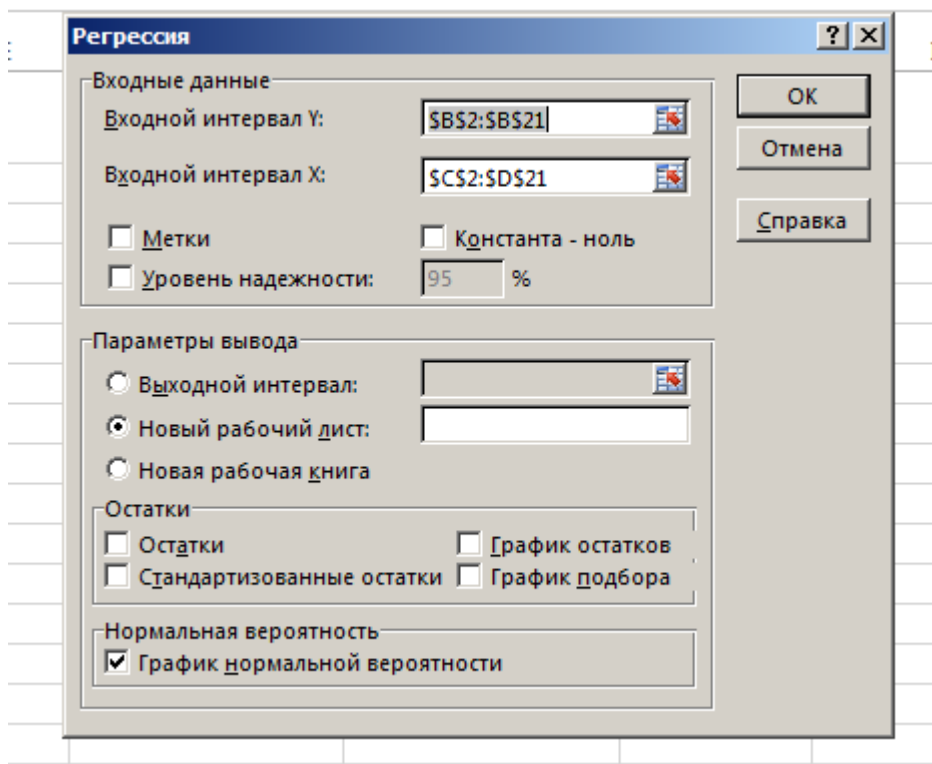 Регрессия
Входные данные
Входной интервал Y: $B$2:$B$21
Входной интервал X: $C$2:$D$21
Метки Константа - ноль
Уровень надежности: 95 %
OK
Отмена
Справка
Параметры вывода
Выходной интервал:
Новый рабочий лист:
Новая рабочая книга
Остатки
Остатки График остатков
Стандартизованные остатки График подбора
Нормальная вероятность
График нормальной вероятности